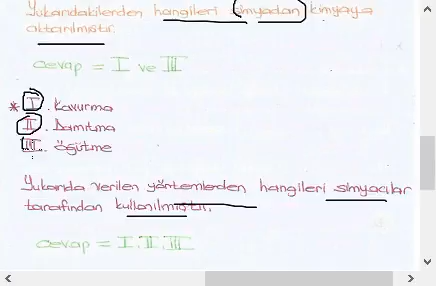 Yukarıdakilerden hangileri simyadan kimyaya
aktarılmıştır.
cevap = I ve III
* I. Kavurma
II. Damıtma
III. Öğütme
Yukarıda verilen yöntemlerden hangileri simyacılar
tarafından kullanılmıştır.
cevap = I, II, III